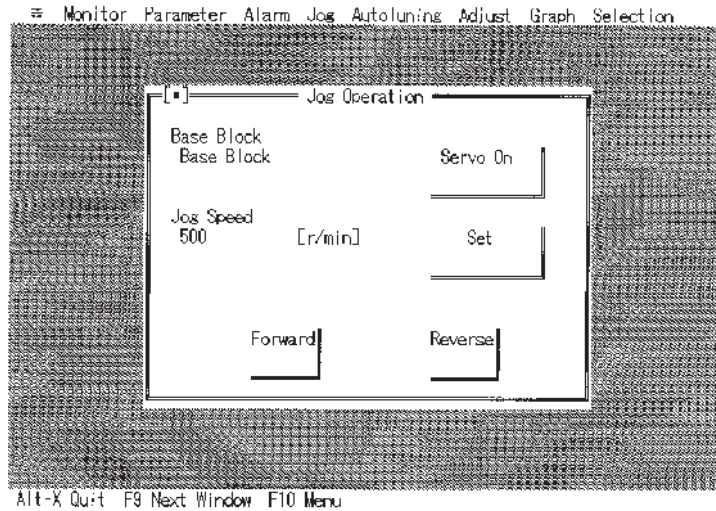 ≡ Monitor Parameter Alarm Jog Autoluning Adjust Graph Selection
[▪] Jog Operation
Base Block
Base Block
Servo On
Jog Speed
500 [r/min]
Set
Forward
Reverse
Alt-X Quit F9 Next Window F10 Menu